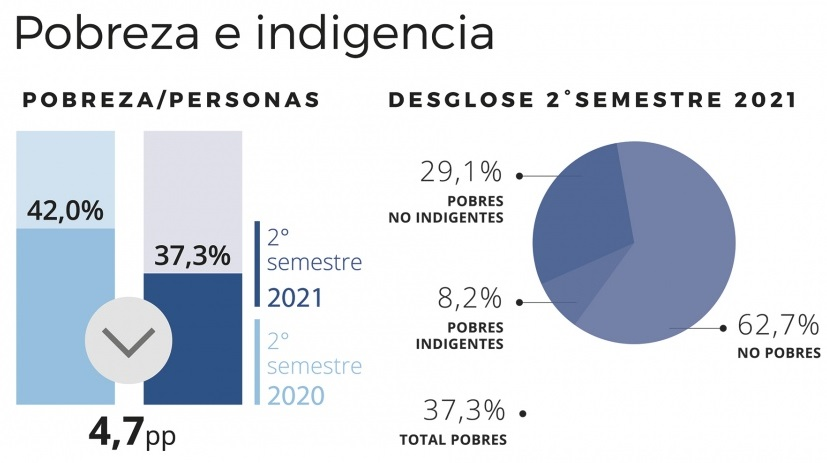 Pobreza e indigencia
POBREZA/PERSONAS
42,0%
37,3%
2°
semestre
2021
2°
semestre
2020
4,7pp
DESGLOSE 2°SEMESTRE 2021
29,1%
POBRES
NO INDIGENTES
8,2%
POBRES
INDIGENTES
62,7%
NO POBRES
37,3%
TOTAL POBRES